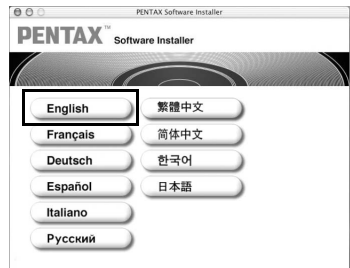 PENTAX Software Installer
PENTAX™ Software Installer
English
Français
Deutsch
Español
Italiano
Русский
繁體中文
简体中文
한국어
日本語